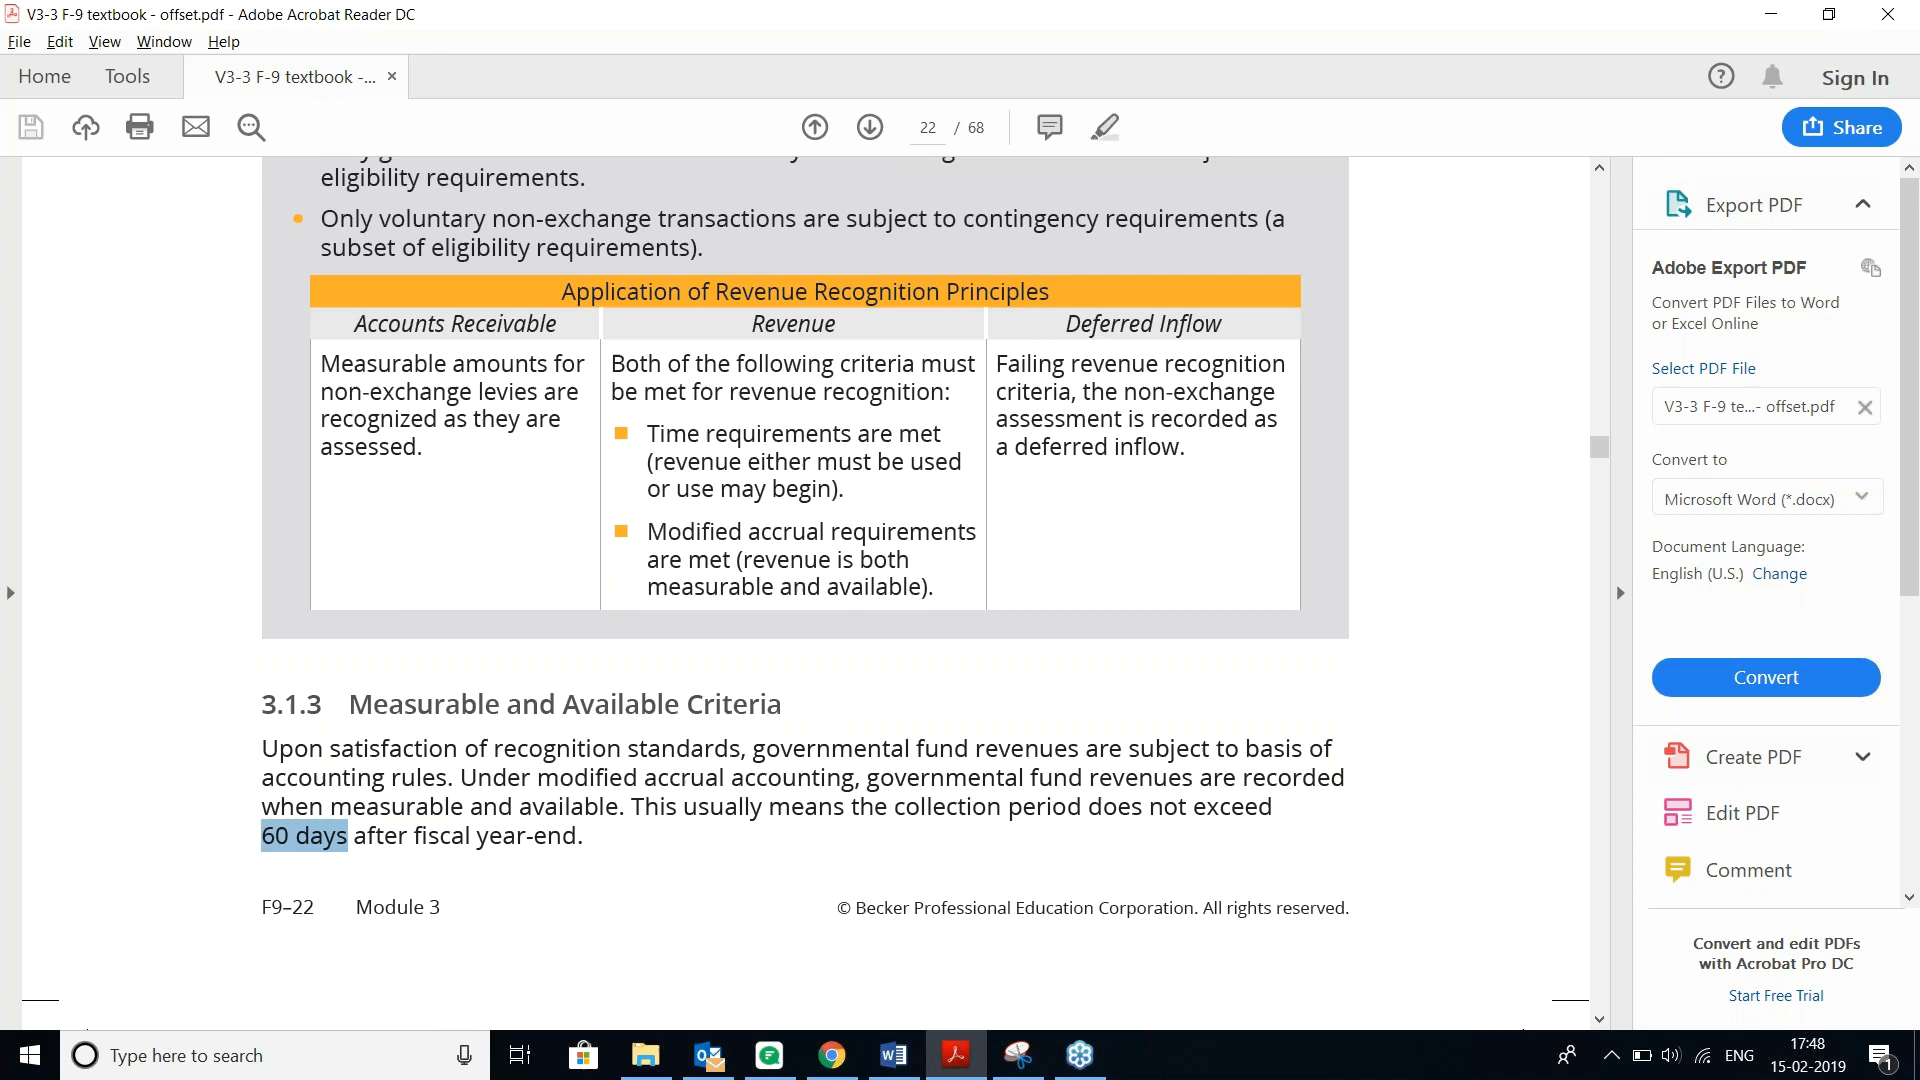 V3-3 F-9 textbook - offset.pdf - Adobe Acrobat Reader DC
File Edit View Window Help
Home Tools V3-3 F-9 textbook -... × Sign In
22 / 68 Share
eligibility requirements.
• Only voluntary non-exchange transactions are subject to contingency requirements (a
subset of eligibility requirements).
Application of Revenue Recognition Principles
Accounts Receivable Revenue Deferred Inflow
Measurable amounts for
non-exchange levies are
recognized as they are
assessed.
Both of the following criteria must
be met for revenue recognition:
Time requirements are met
(revenue either must be used
or use may begin).
Modified accrual requirements
are met (revenue is both
measurable and available).
Failing revenue recognition
criteria, the non-exchange
assessment is recorded as
a deferred inflow.
3.1.3 Measurable and Available Criteria
Upon satisfaction of recognition standards, governmental fund revenues are subject to basis of
accounting rules. Under modified accrual accounting, governmental fund revenues are recorded
when measurable and available. This usually means the collection period does not exceed
60 days after fiscal year-end.
F9–22 Module 3 © Becker Professional Education Corporation. All rights reserved.
Export PDF
Adobe Export PDF
Convert PDF Files to Word
or Excel Online
Select PDF File
V3-3 F-9 te...- offset.pdf
Convert to
Microsoft Word (*.docx)
Document Language:
English (U.S.) Change
Convert
Create PDF
Edit PDF
Comment
Convert and edit PDFs
with Acrobat Pro DC
Start Free Trial
Type here to search
ENG
17:48
15-02-2019
1